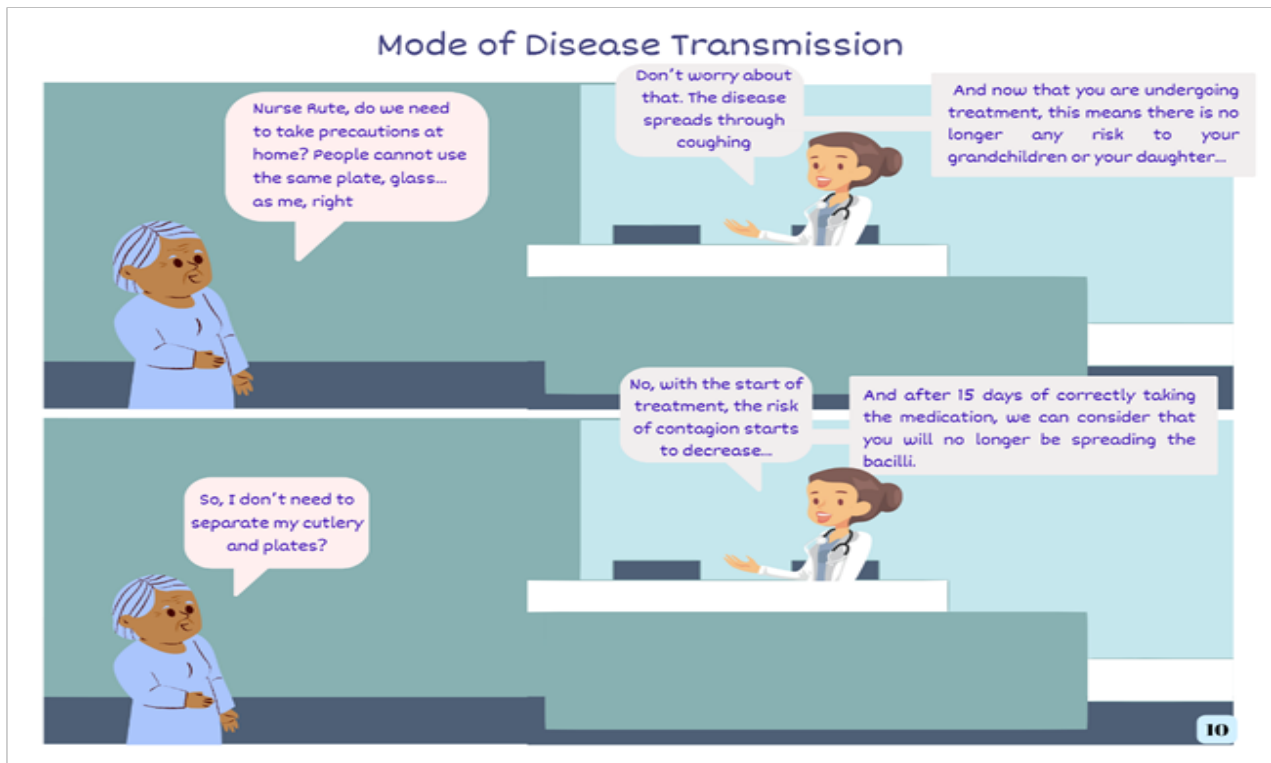 Mode of Disease Transmission
Nurse Rute, do we need
to take precautions at
home? People cannot use
the same plate, glass...
as me, right
Don't worry about
that. The disease
spreads through
coughing
And now that you are undergoing
treatment, this means there is no
longer any risk to your
grandchildren or your daughter...
So, I don't need to
separate my cutlery
and plates?
No, with the start of
treatment, the risk
of contagion starts
to decrease...
And after 15 days of correctly taking
the medication, we can consider that
you will no longer be spreading the
bacilli.
10